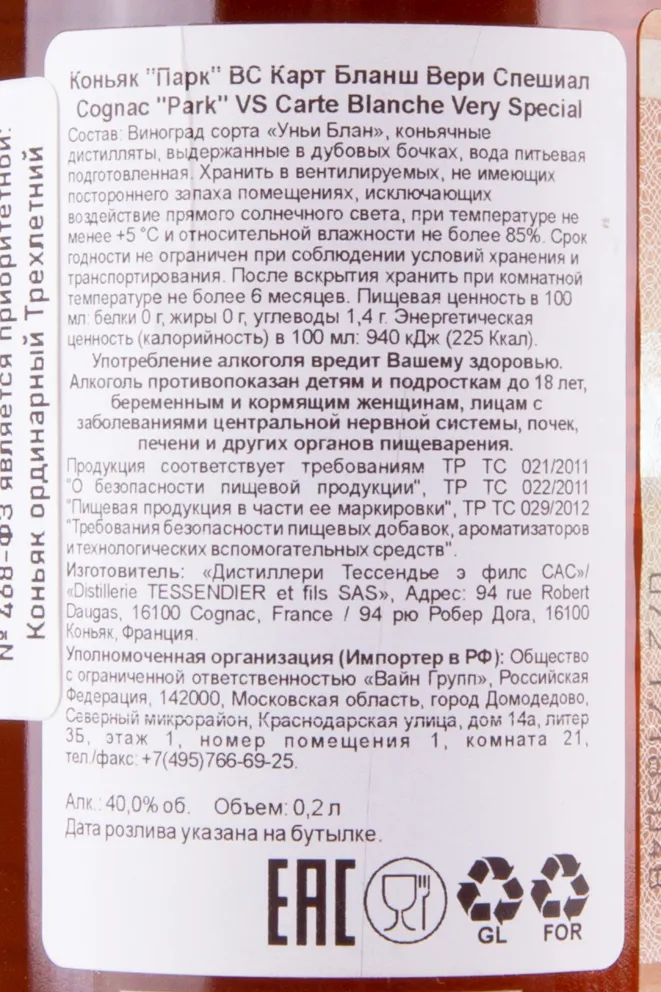 Коньяк "Парк" ВС Карт Бланш Вери Спешиал
Cognac "Park" VS Carte Blanche Very Special
Состав: Виноград сорта «Уньи Блан», коньячные
дистилляты, выдержанные в дубовых бочках, вода питьевая
подготовленная. Хранить в вентилируемых, не имеющих
постороннего запаха помещениях, исключающих
воздействие прямого солнечного света, при температуре не
менее +5 °С и относительной влажности не более 85%. Срок
годности не ограничен при соблюдении условий хранения и
транспортирования. После вскрытия хранить при комнатной
температуре не более 6 месяцев. Пищевая ценность в 100
мл: белки 0 г, жиры 0 г, углеводы 1,4 г. Энергетическая
ценность (калорийность) в 100 мл: 940 кДж (225 Ккал).
Употребление алкоголя вредит Вашему здоровью.
Алкоголь противопоказан детям и подросткам до 18 лет,
беременным и кормящим женщинам, лицам с
заболеваниями центральной нервной системы, почек,
печени и других органов пищеварения.
Продукция соответствует требованиям ТР ТС 021/2011
"О безопасности пищевой продукции", ТР ТС 022/2011
"Пищевая продукция в части ее маркировки", ТР ТС 029/2012
"Требования безопасности пищевых добавок, ароматизаторов
и технологических вспомогательных средств".
Изготовитель: «Дистиллери Тессендье э филс САС»/
«Distillerie TESSENDIER et fils SAS», Адрес: 94 rue Robert
Daugas, 16100 Cognac, France / 94 рю Робер Дога, 16100
Коньяк, Франция.
Уполномоченная организация (Импортер в РФ): Общество
с ограниченной ответственностью «Вайн Групп», Российская
Федерация, 142000, Московская область, город Домодедово,
Северный микрорайон, Краснодарская улица, дом 14а, литер
3Б, этаж 1, номер помещения 1, комната 21,
тел./факс: +7(495)766-69-25.
Алк.: 40,0% об. Объем: 0,2 л
Дата розлива указана на бутылке.
EAC
GL FOR
№ 468-ФЗ является приоритетной:
Коньяк ординарный Трехлетний